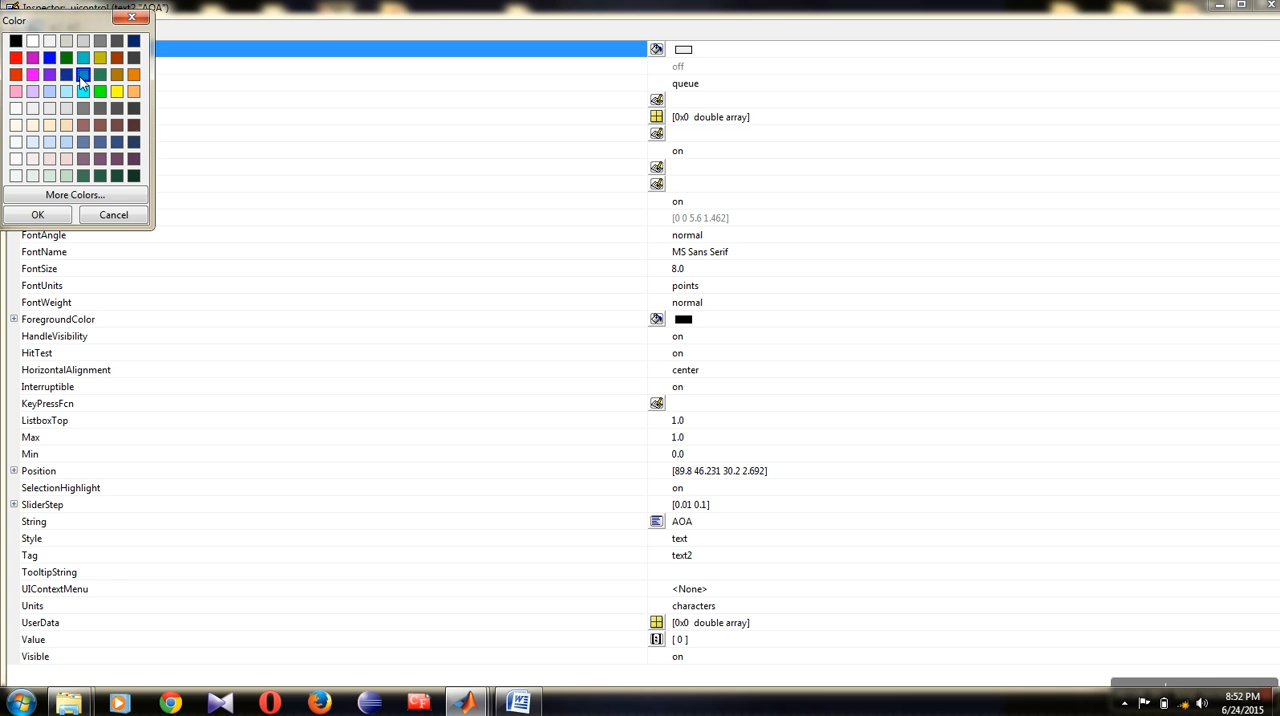 Inspector: uicontrol (text2 "AOA")
Color
off
queue
[0x0 double array]
on
More Colors...
on
OK
Cancel
[0 0 5.6 1.462]
FontAngle
normal
FontName
MS Sans Serif
FontSize
8.0
FontUnits
points
FontWeight
normal
ForegroundColor
HandleVisibility
on
HitTest
on
HorizontalAlignment
center
Interruptible
on
KeyPressFcn
ListboxTop
1.0
Max
1.0
Min
0.0
Position
[89.8 46.231 30.2 2.692]
SelectionHighlight
on
SliderStep
[0.01 0.1]
String
AOA
Style
text
Tag
text2
TooltipString
UIContextMenu
<None>
Units
characters
UserData
[0x0 double array]
Value
[ 0 ]
Visible
on
8:52 PM
6/24/2015